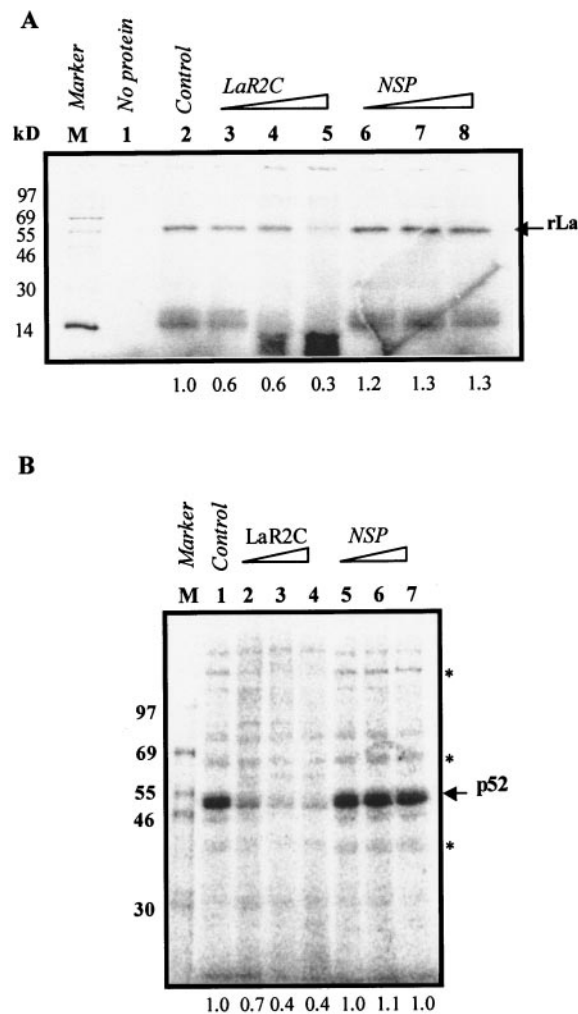 A
Marker No protein Control LaR2C NSP
kD M 1 2 3 4 5 6 7 8
97
69
55
46
30
14
rLa
1.0 0.6 0.6 0.3 1.2 1.3 1.3
B
Marker Control LaR2C NSP
M 1 2 3 4 5 6 7
*
97
69 *
55 p52
46
*
30
1.0 0.7 0.4 0.4 1.0 1.1 1.0